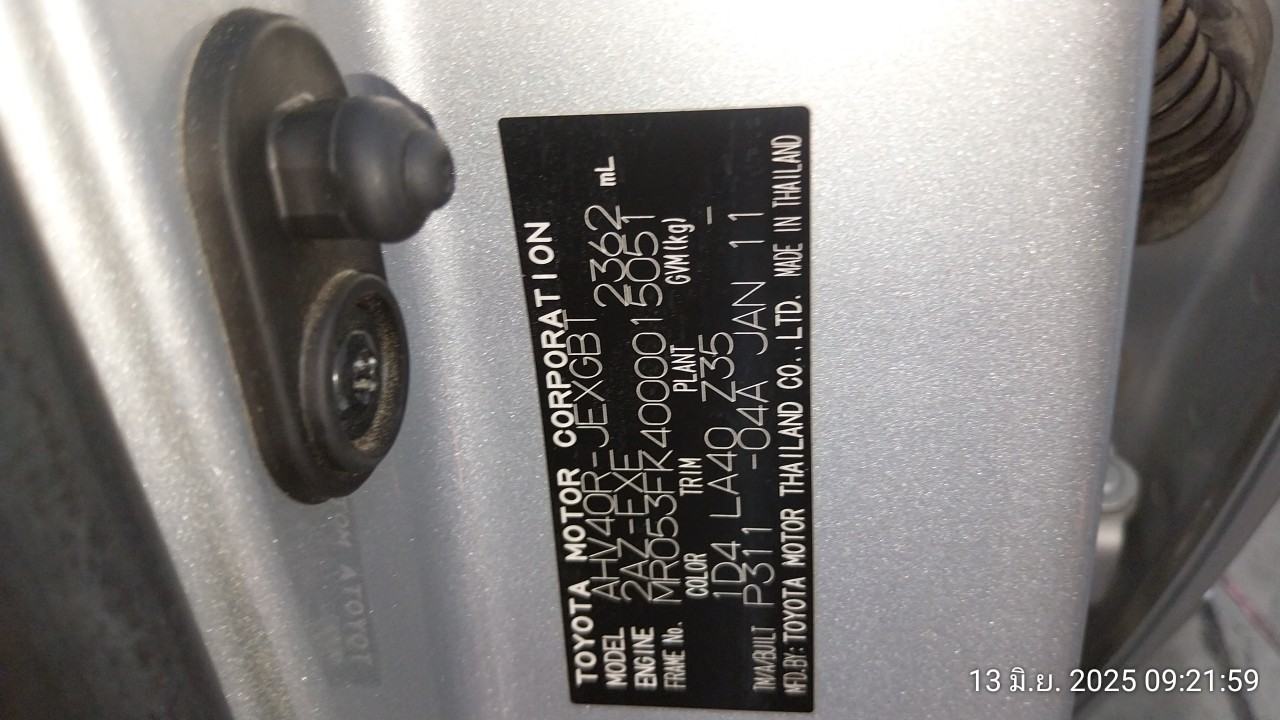 TOYOTA MOTOR CORPORATION
MODEL AHV40R-JEXGBT 2362 mL
ENGINE 2AZ-FXE
FRAME No. MR053FK4000015051
COLOR TRIM PLANT GVM(kg)
1D4 LA40 Z35 —
TM/A/BUILT P311 -04A JAN 11
MFD.BY: TOYOTA MOTOR THAILAND CO.,LTD. MADE IN THAILAND
13 มิ.ย. 2025 09:21:59